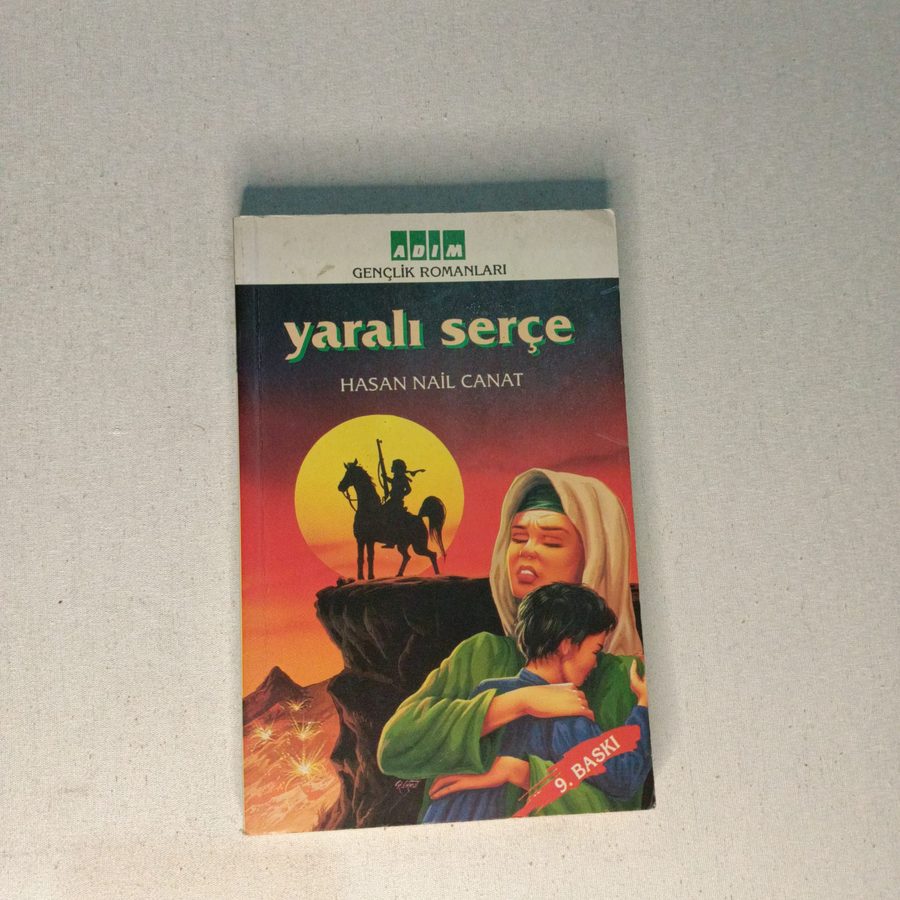 ADIM
GENÇLİK ROMANLARI
yaralı serçe
HASAN NAİL CANAT
9. BASKI